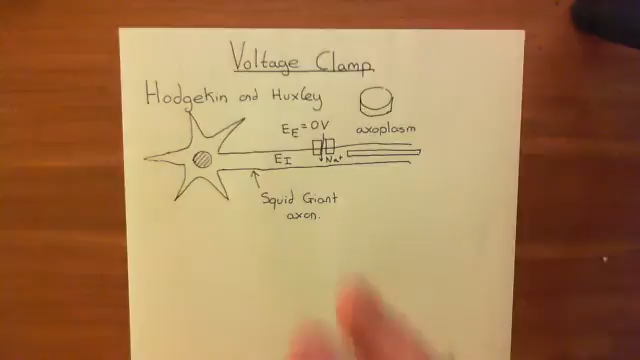 Voltage Clamp
Hodgekin and Huxley
axoplasm
E_E = 0V
E_I
Na+
Squid Giant
axon.